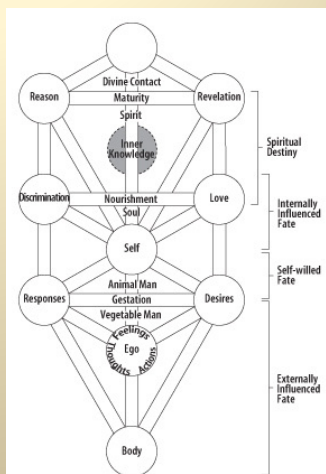 Divine Contact
Reason
Maturity
Revelation
Spirit
Inner
Knowledge
Spiritual
Destiny
Discrimination
Nourishment
Love
Soul
Internally
Influenced
Fate
Self
Self-willed
Fate
Animal Man
Responses
Gestation
Desires
Vegetable Man
Feelings
Thoughts
Ego
Actions
Externally
Influenced
Fate
Body